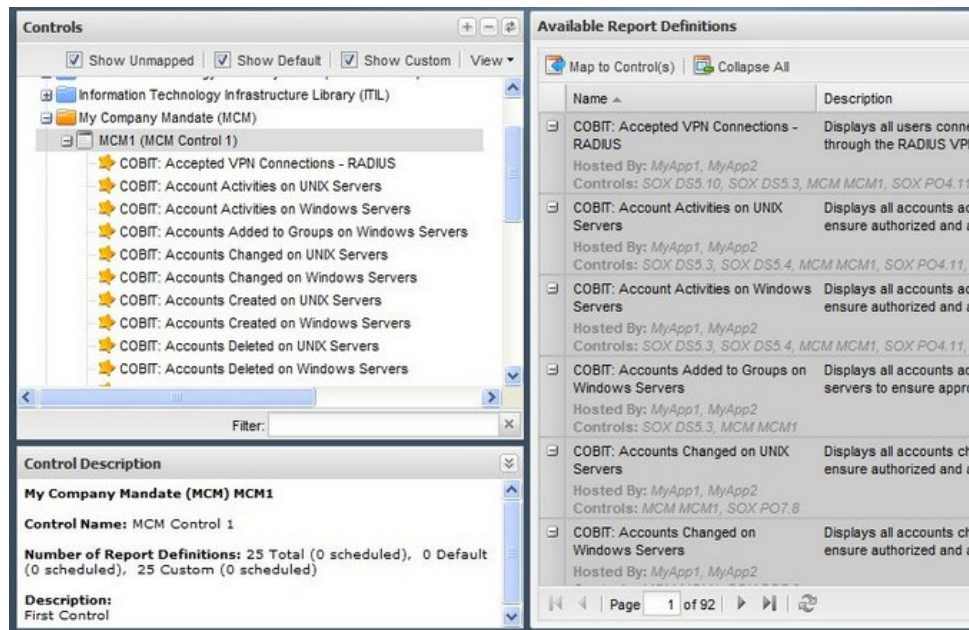 Controls
Show Unmapped Show Default Show Custom View
Information Technology Infrastructure Library (ITIL)
My Company Mandate (MCM)
MCM1 (MCM Control 1)
COBIT: Accepted VPN Connections - RADIUS
COBIT: Account Activities on UNIX Servers
COBIT: Account Activities on Windows Servers
COBIT: Accounts Added to Groups on Windows Servers
COBIT: Accounts Changed on UNIX Servers
COBIT: Accounts Changed on Windows Servers
COBIT: Accounts Created on UNIX Servers
COBIT: Accounts Created on Windows Servers
COBIT: Accounts Deleted on UNIX Servers
COBIT: Accounts Deleted on Windows Servers
Filter:
Control Description
My Company Mandate (MCM) MCM1
Control Name: MCM Control 1
Number of Report Definitions: 25 Total (0 scheduled), 0 Default
(0 scheduled), 25 Custom (0 scheduled)
Description:
First Control
Available Report Definitions
Map to Control(s) Collapse All
Name Description
COBIT: Accepted VPN Connections - Displays all users conne
RADIUS through the RADIUS VP
Hosted By: MyApp1, MyApp2
Controls: SOX DS5.10, SOX DS5.3, MCM MCM1, SOX PO4.11
COBIT: Account Activities on UNIX Displays all accounts ac
Servers ensure authorized and a
Hosted By: MyApp1, MyApp2
Controls: SOX DS5.3, SOX DS5.4, MCM MCM1, SOX PO4.11,
COBIT: Account Activities on Windows Displays all accounts ac
Servers ensure authorized and a
Hosted By: MyApp1, MyApp2
Controls: SOX DS5.3, SOX DS5.4, MCM MCM1, SOX PO4.11,
COBIT: Accounts Added to Groups on Displays all accounts ac
Windows Servers servers to ensure appro
Hosted By: MyApp1, MyApp2
Controls: SOX DS5.3, MCM MCM1
COBIT: Accounts Changed on UNIX Displays all accounts ch
Servers ensure authorized and a
Hosted By: MyApp1, MyApp2
Controls: MCM MCM1, SOX PO7.8
COBIT: Accounts Changed on Displays all accounts ch
Windows Servers ensure authorized and a
Hosted By: MyApp1, MyApp2
Page 1 of 92